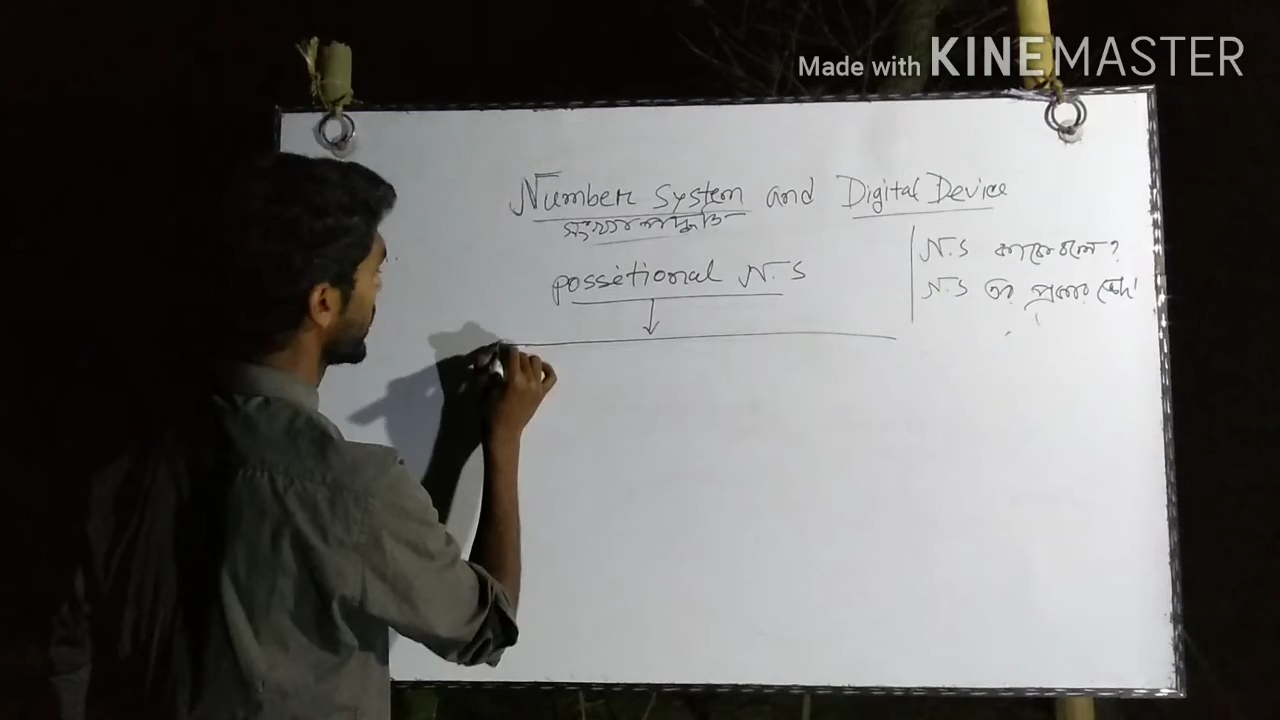 Made with KINEMASTER
Number System and Digital Device
সংখ্যা পদ্ধতি
possetional N.S
N.S কাকে বলে?
N.S এর প্রকার ভেদ